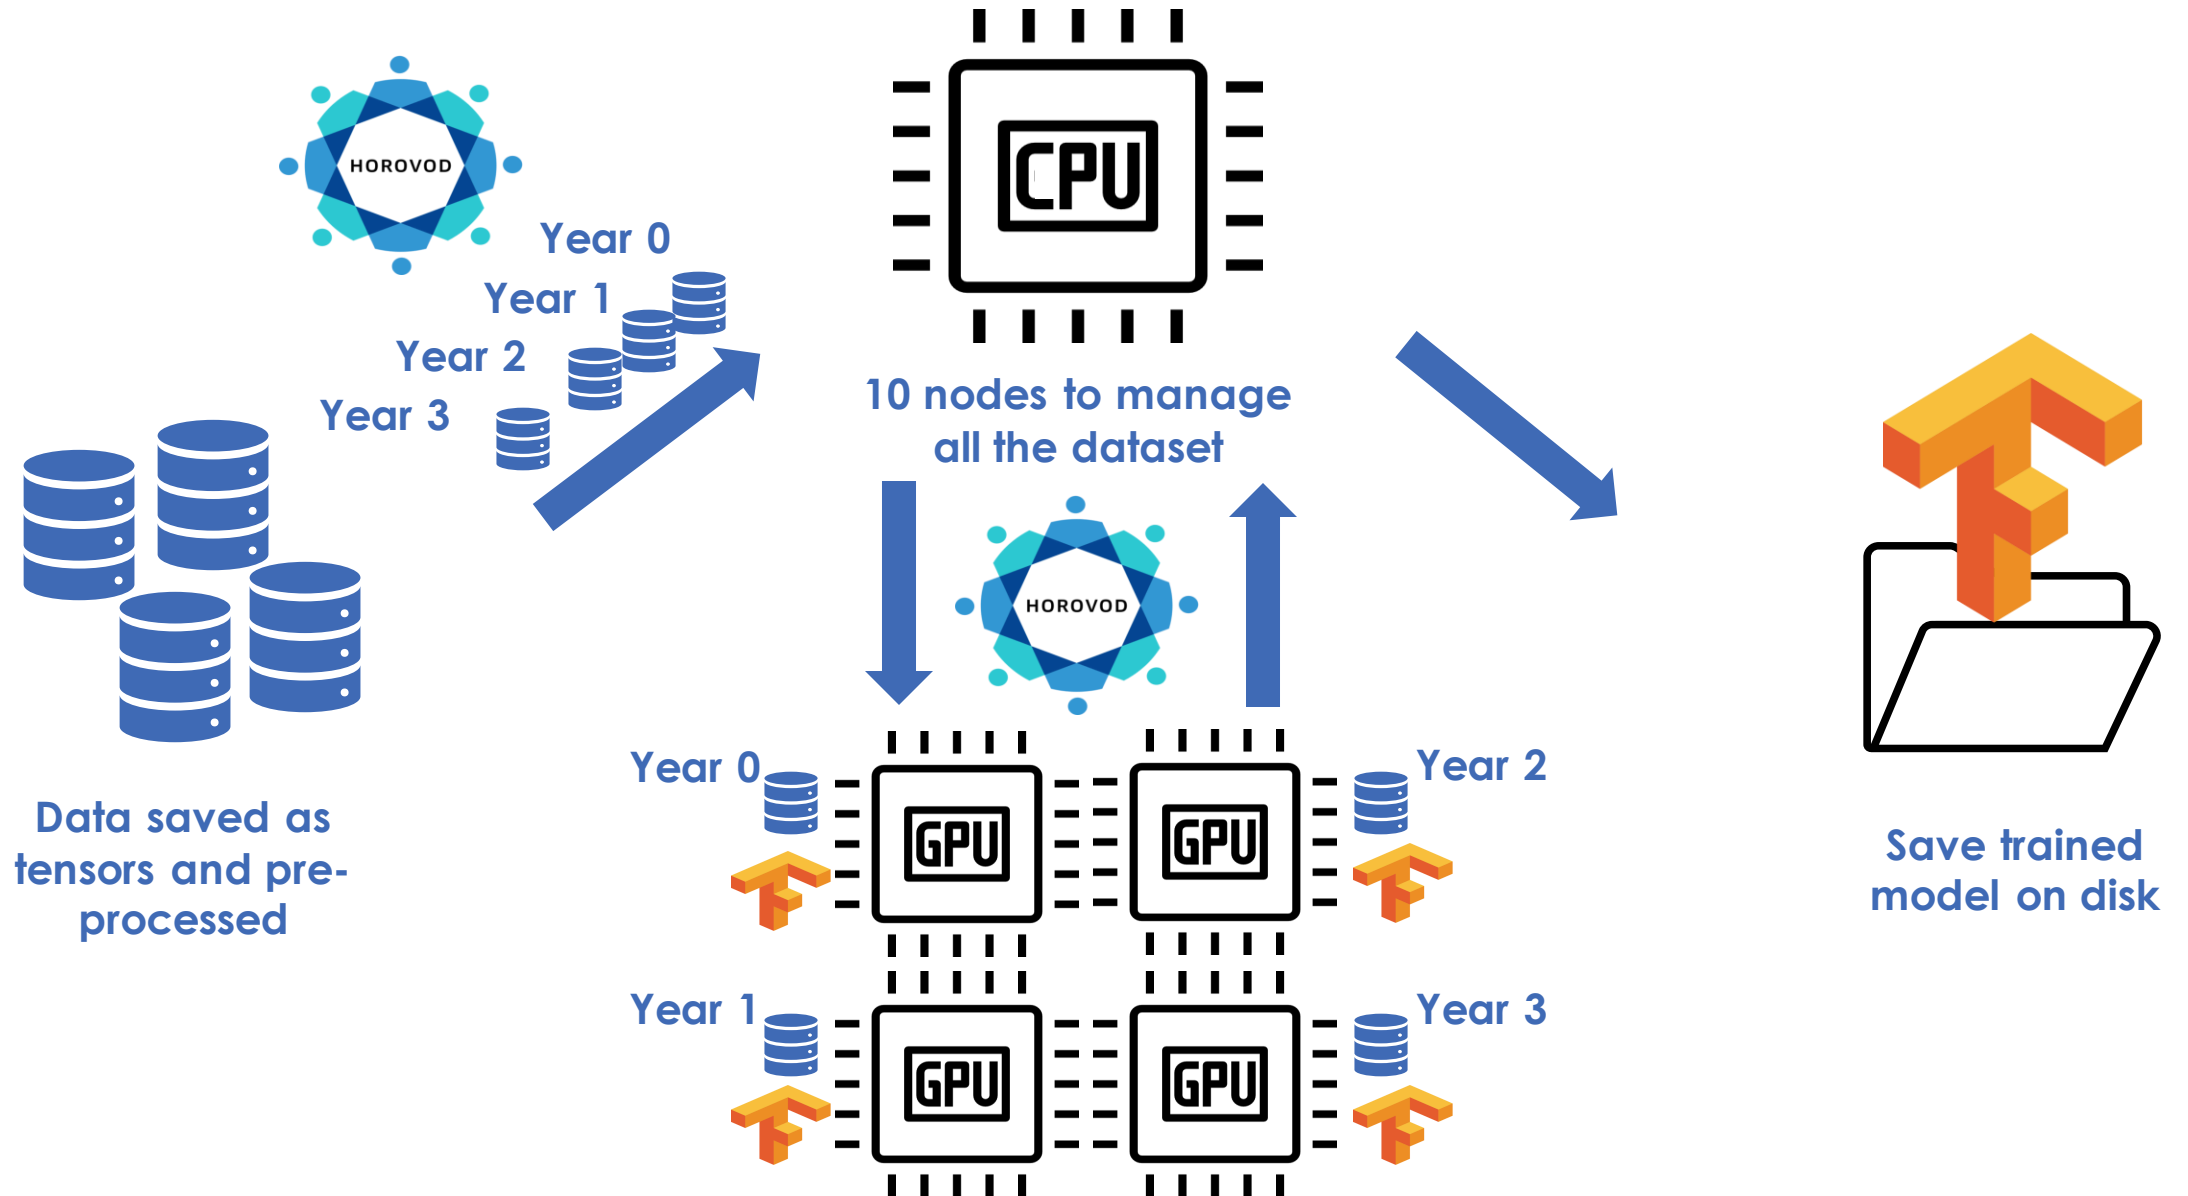 HOROVOD
Year 0
Year 1
Year 2
Year 3
Data saved as
tensors and pre-
processed
CPU
10 nodes to manage
all the dataset
HOROVOD
Year 0
GPU
GPU
Year 2
Year 1
GPU
GPU
Year 3
Save trained
model on disk